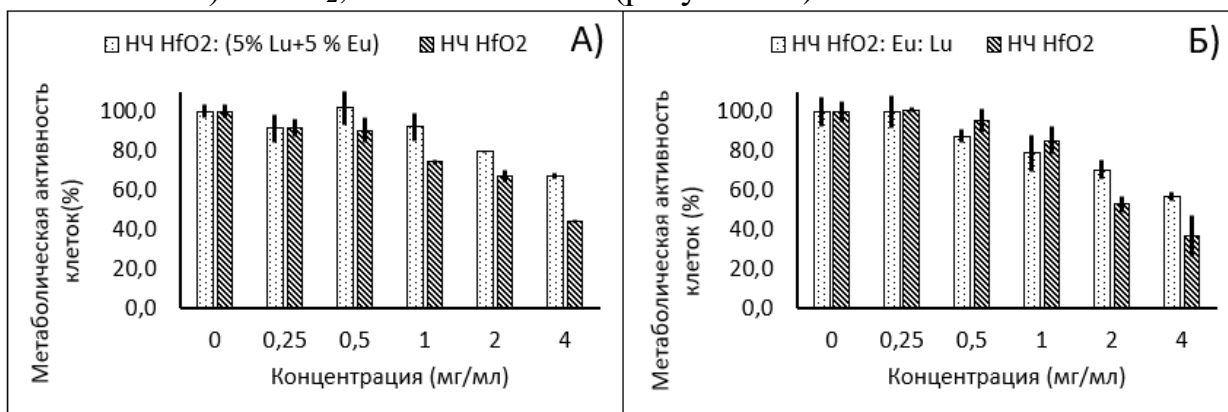 НЧ HfO2: (5% Lu+5 % Eu) НЧ HfO2 А)
Метаболическая активность
клеток(%)
100,0
80,0
60,0
40,0
20,0
0,0
0 0,25 0,5 1 2 4
Концентрация (мг/мл)
НЧ HfO2: Eu: Lu НЧ HfO2 Б)
Метаболическая активность
клеток (%)
100,0
80,0
60,0
40,0
20,0
0,0
0 0,25 0,5 1 2 4
Концентрация (мг/мл)